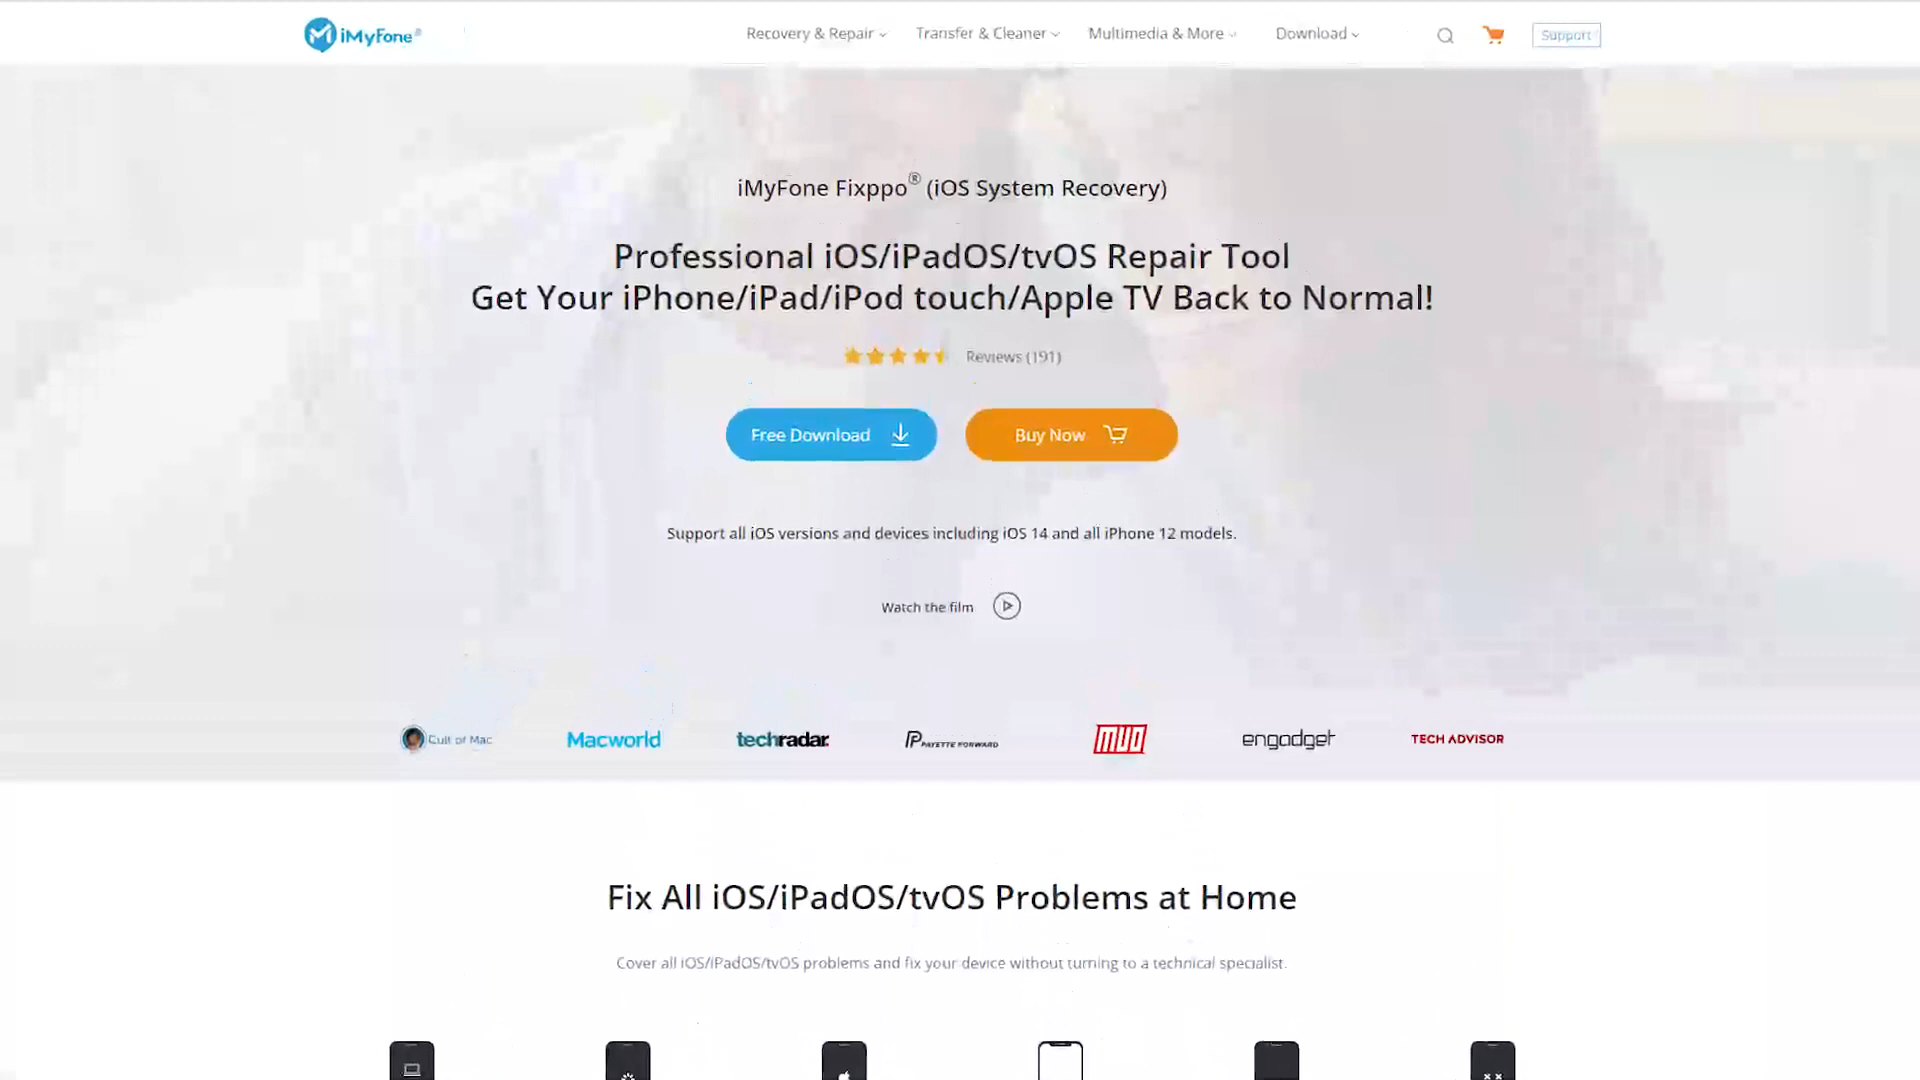 iMyFone®
Recovery & Repair
Transfer & Cleaner
Multimedia & More
Download
Support
iMyFone Fixppo® (iOS System Recovery)
Professional iOS/iPadOS/tvOS Repair Tool
Get Your iPhone/iPad/iPod touch/Apple TV Back to Normal!
Reviews (191)
Free Download
Buy Now
Support all iOS versions and devices including iOS 14 and all iPhone 12 models.
Watch the film
Cult of Mac
Macworld
techradar.
PAYETTE FORWARD
MUO
engadget
TECH ADVISOR
Fix All iOS/iPadOS/tvOS Problems at Home
Cover all iOS/iPadOS/tvOS problems and fix your device without turning to a technical specialist.